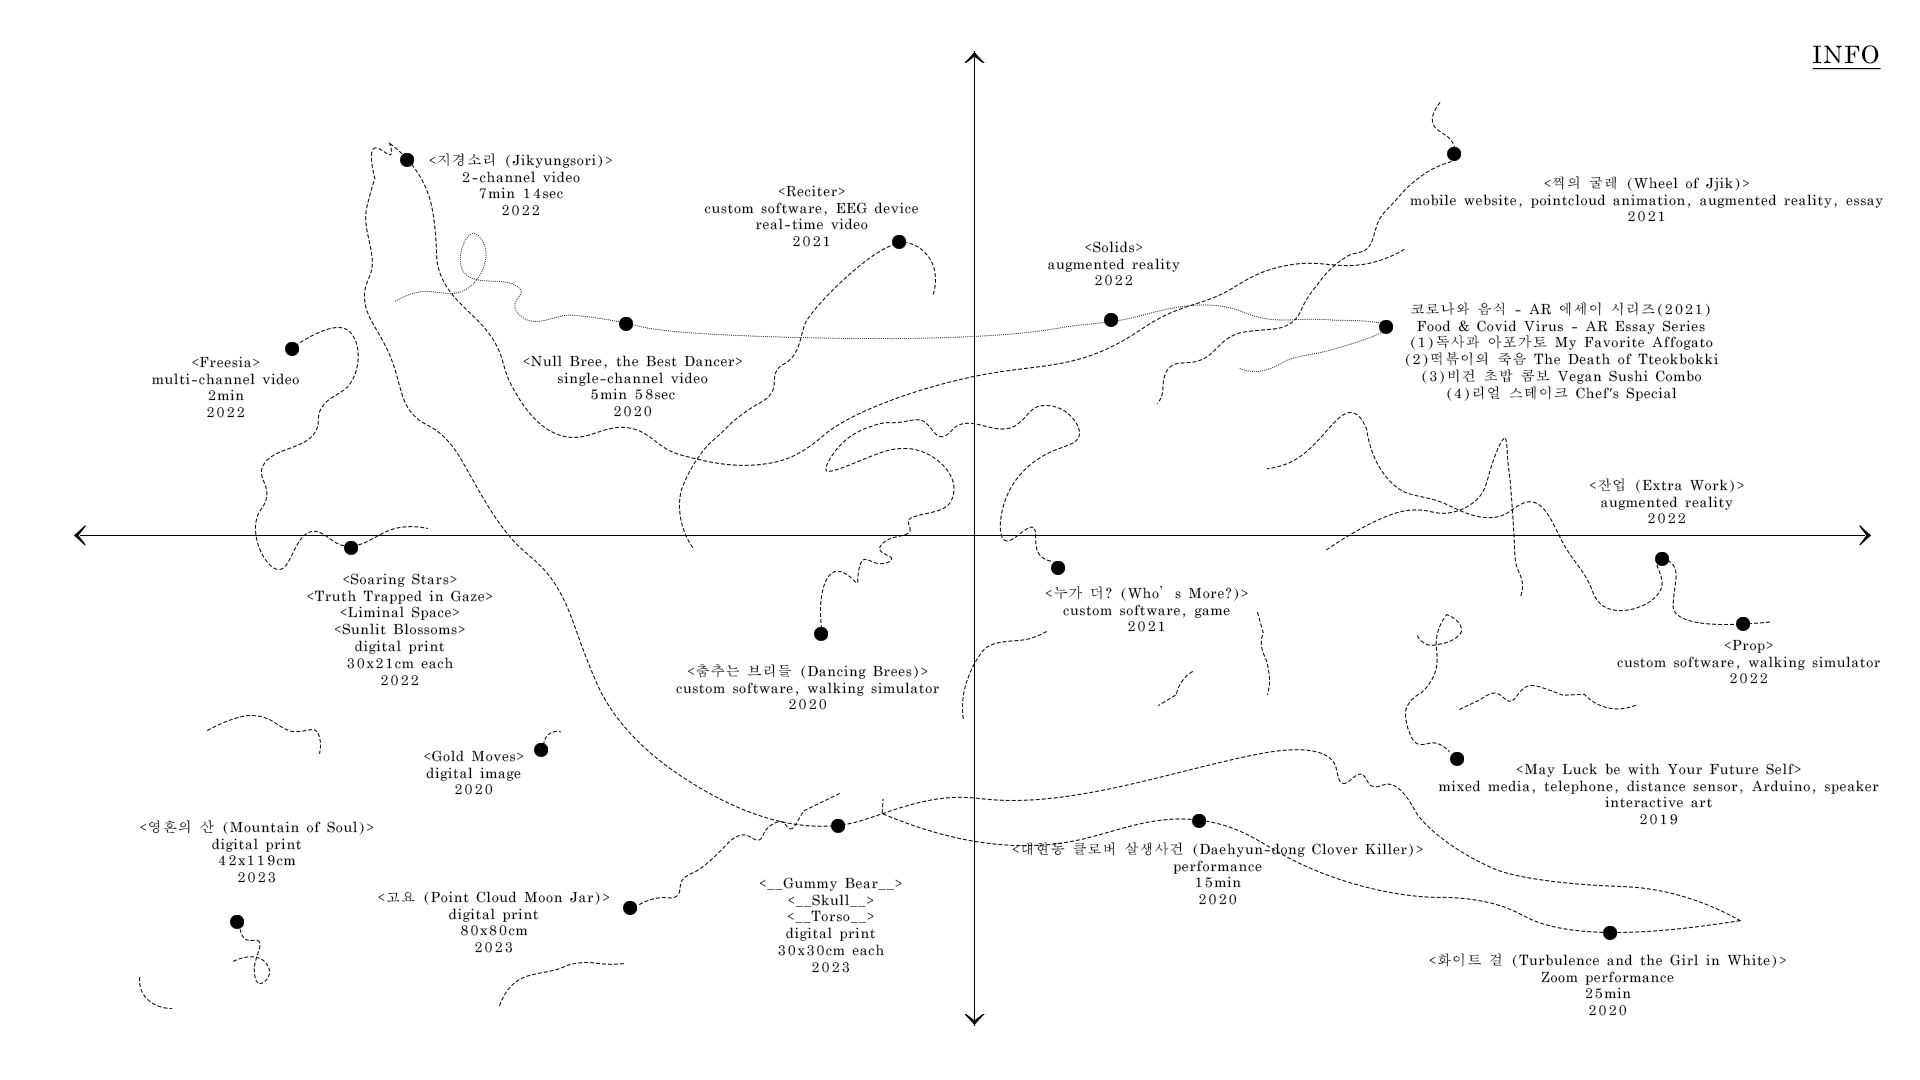 INFO
<지경소리 (Jikyungsori)>
2-channel video
7min 14sec
2022
<Reciter>
custom software, EEG device
real-time video
2021
<찍의 굴레 (Wheel of Jjik)>
mobile website, pointcloud animation, augmented reality, essay
2021
<Solids>
augmented reality
2022
코로나와 음식 - AR 에세이 시리즈(2021)
Food & Covid Virus - AR Essay Series
(1)독사과 아포가토 My Favorite Affogato
(2)떡볶이의 죽음 The Death of Tteokbokki
(3)비건 초밥 콤보 Vegan Sushi Combo
(4)리얼 스테이크 Chef's Special
<Freesia>
multi-channel video
2min
2022
<Null Bree, the Best Dancer>
single-channel video
5min 58sec
2020
<잔업 (Extra Work)>
augmented reality
2022
<Soaring Stars>
<Truth Trapped in Gaze>
<Liminal Space>
<Sunlit Blossoms>
digital print
30x21cm each
2022
<누가 더? (Who’s More?)>
custom software, game
2021
<춤추는 브리들 (Dancing Brees)>
custom software, walking simulator
2020
<Prop>
custom software, walking simulator
2022
<Gold Moves>
digital image
2020
<May Luck be with Your Future Self>
mixed media, telephone, distance sensor, Arduino, speaker
interactive art
2019
<영혼의 산 (Mountain of Soul)>
digital print
42x119cm
2023
<대현동 클로버 살생사건 (Daehyun-dong Clover Killer)>
performance
15min
2020
<고요 (Point Cloud Moon Jar)>
digital print
80x80cm
2023
<__Gummy Bear__>
<__Skull__>
<__Torso__>
digital print
30x30cm each
2023
<화이트 걸 (Turbulence and the Girl in White)>
Zoom performance
25min
2020